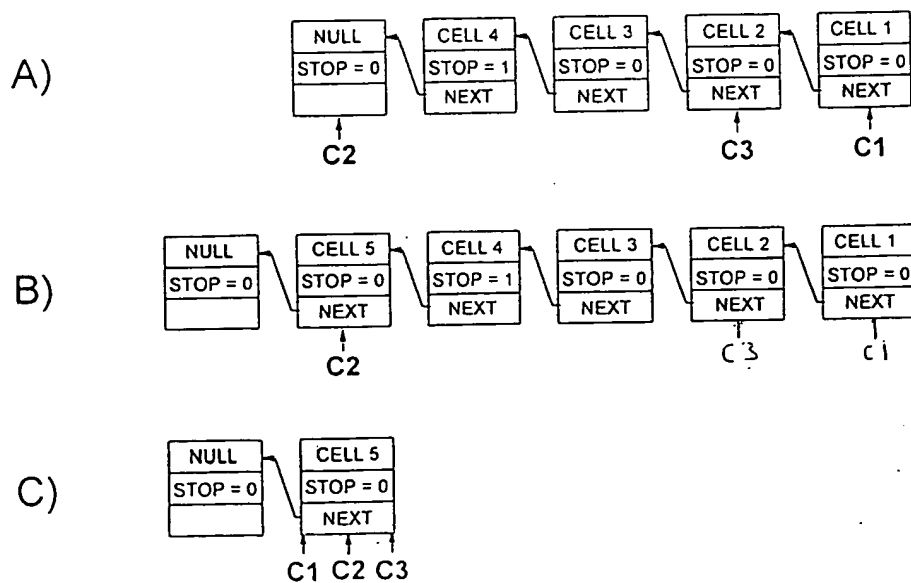 NULL CELL 4 CELL 3 CELL 2 CELL 1
A) STOP = 0 STOP = 1 STOP = 0 STOP = 0 STOP = 0
NEXT NEXT NEXT NEXT
C2 C3 C1
NULL CELL 5 CELL 4 CELL 3 CELL 2 CELL 1
B) STOP = 0 STOP = 0 STOP = 1 STOP = 0 STOP = 0 STOP = 0
NEXT NEXT NEXT NEXT NEXT
C2 C3 C1
NULL CELL 5
C) STOP = 0 STOP = 0
NEXT
C1 C2 C3